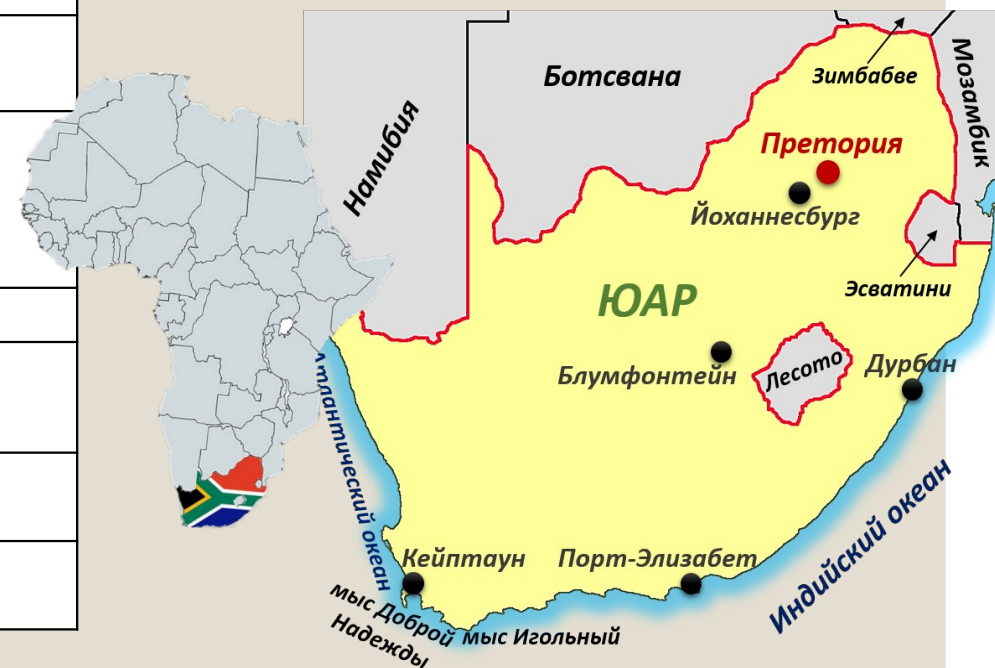 Намибия
Ботсвана
Зимбабве
Мозамбик
Претория
Йоханнесбург
Эсватини
ЮАР
Блумфонтейн
Лесото
Дурбан
Атлантический океан
Индийский океан
Кейптаун
Порт-Элизабет
мыс Доброй
Надежды
мыс Игольный